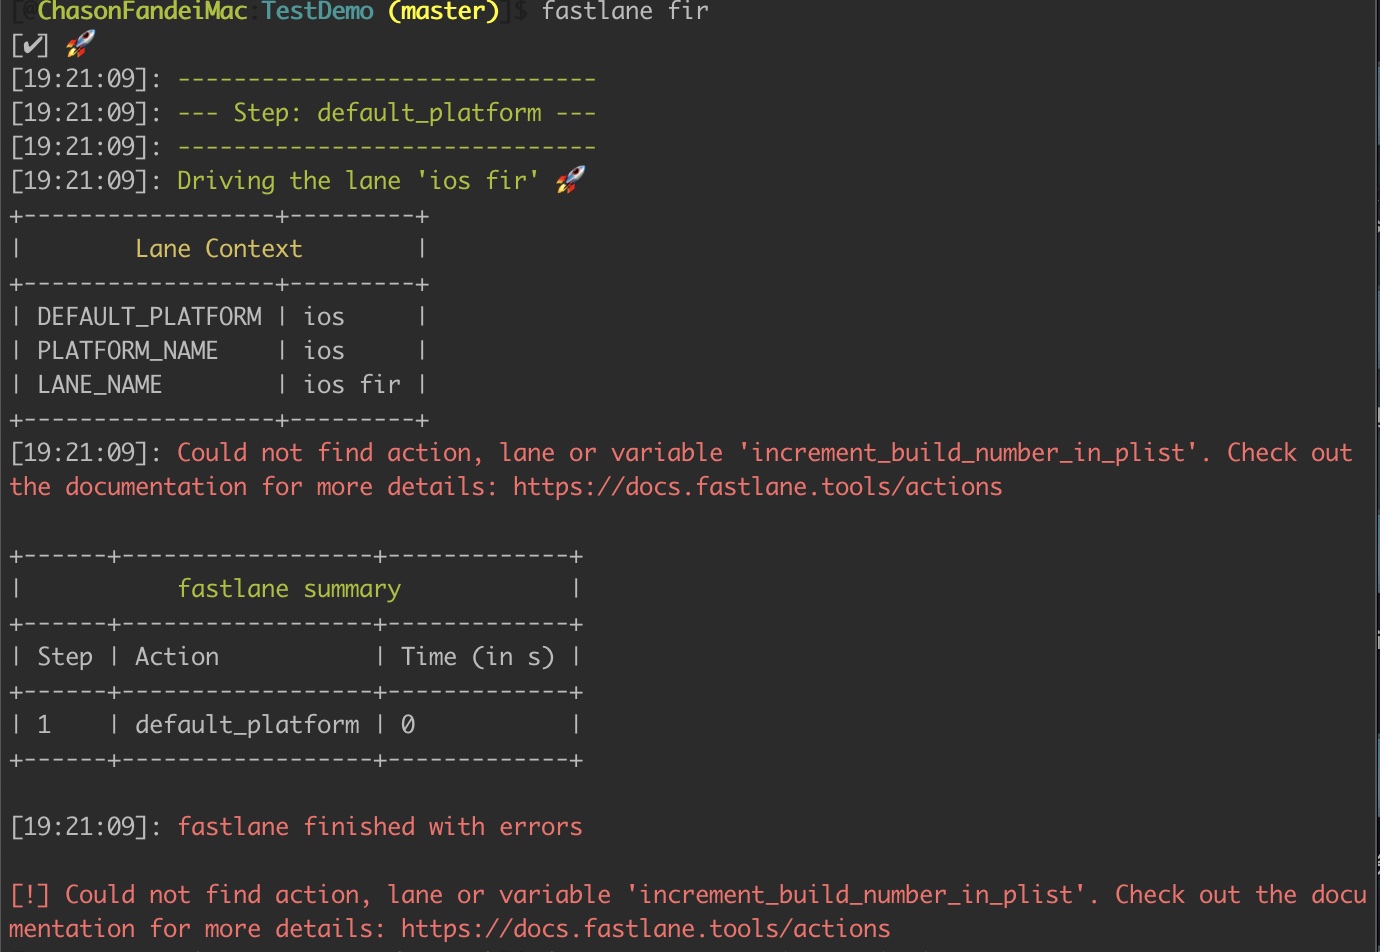 [@ChasonFandeiMac:TestDemo (master)]$ fastlane fir
[✔] 🚀
[19:21:09]: ------------------------------
[19:21:09]: --- Step: default_platform ---
[19:21:09]: ------------------------------
[19:21:09]: Driving the lane 'ios fir' 🚀
+------------------+---------+
|        Lane Context        |
+------------------+---------+
| DEFAULT_PLATFORM | ios     |
| PLATFORM_NAME    | ios     |
| LANE_NAME        | ios fir |
+------------------+---------+
[19:21:09]: Could not find action, lane or variable 'increment_build_number_in_plist'. Check out
the documentation for more details: https://docs.fastlane.tools/actions
+------+------------------+-------------+
|           fastlane summary            |
+------+------------------+-------------+
| Step | Action           | Time (in s) |
+------+------------------+-------------+
| 1    | default_platform | 0           |
+------+------------------+-------------+
[19:21:09]: fastlane finished with errors
[!] Could not find action, lane or variable 'increment_build_number_in_plist'. Check out the docu
mentation for more details: https://docs.fastlane.tools/actions